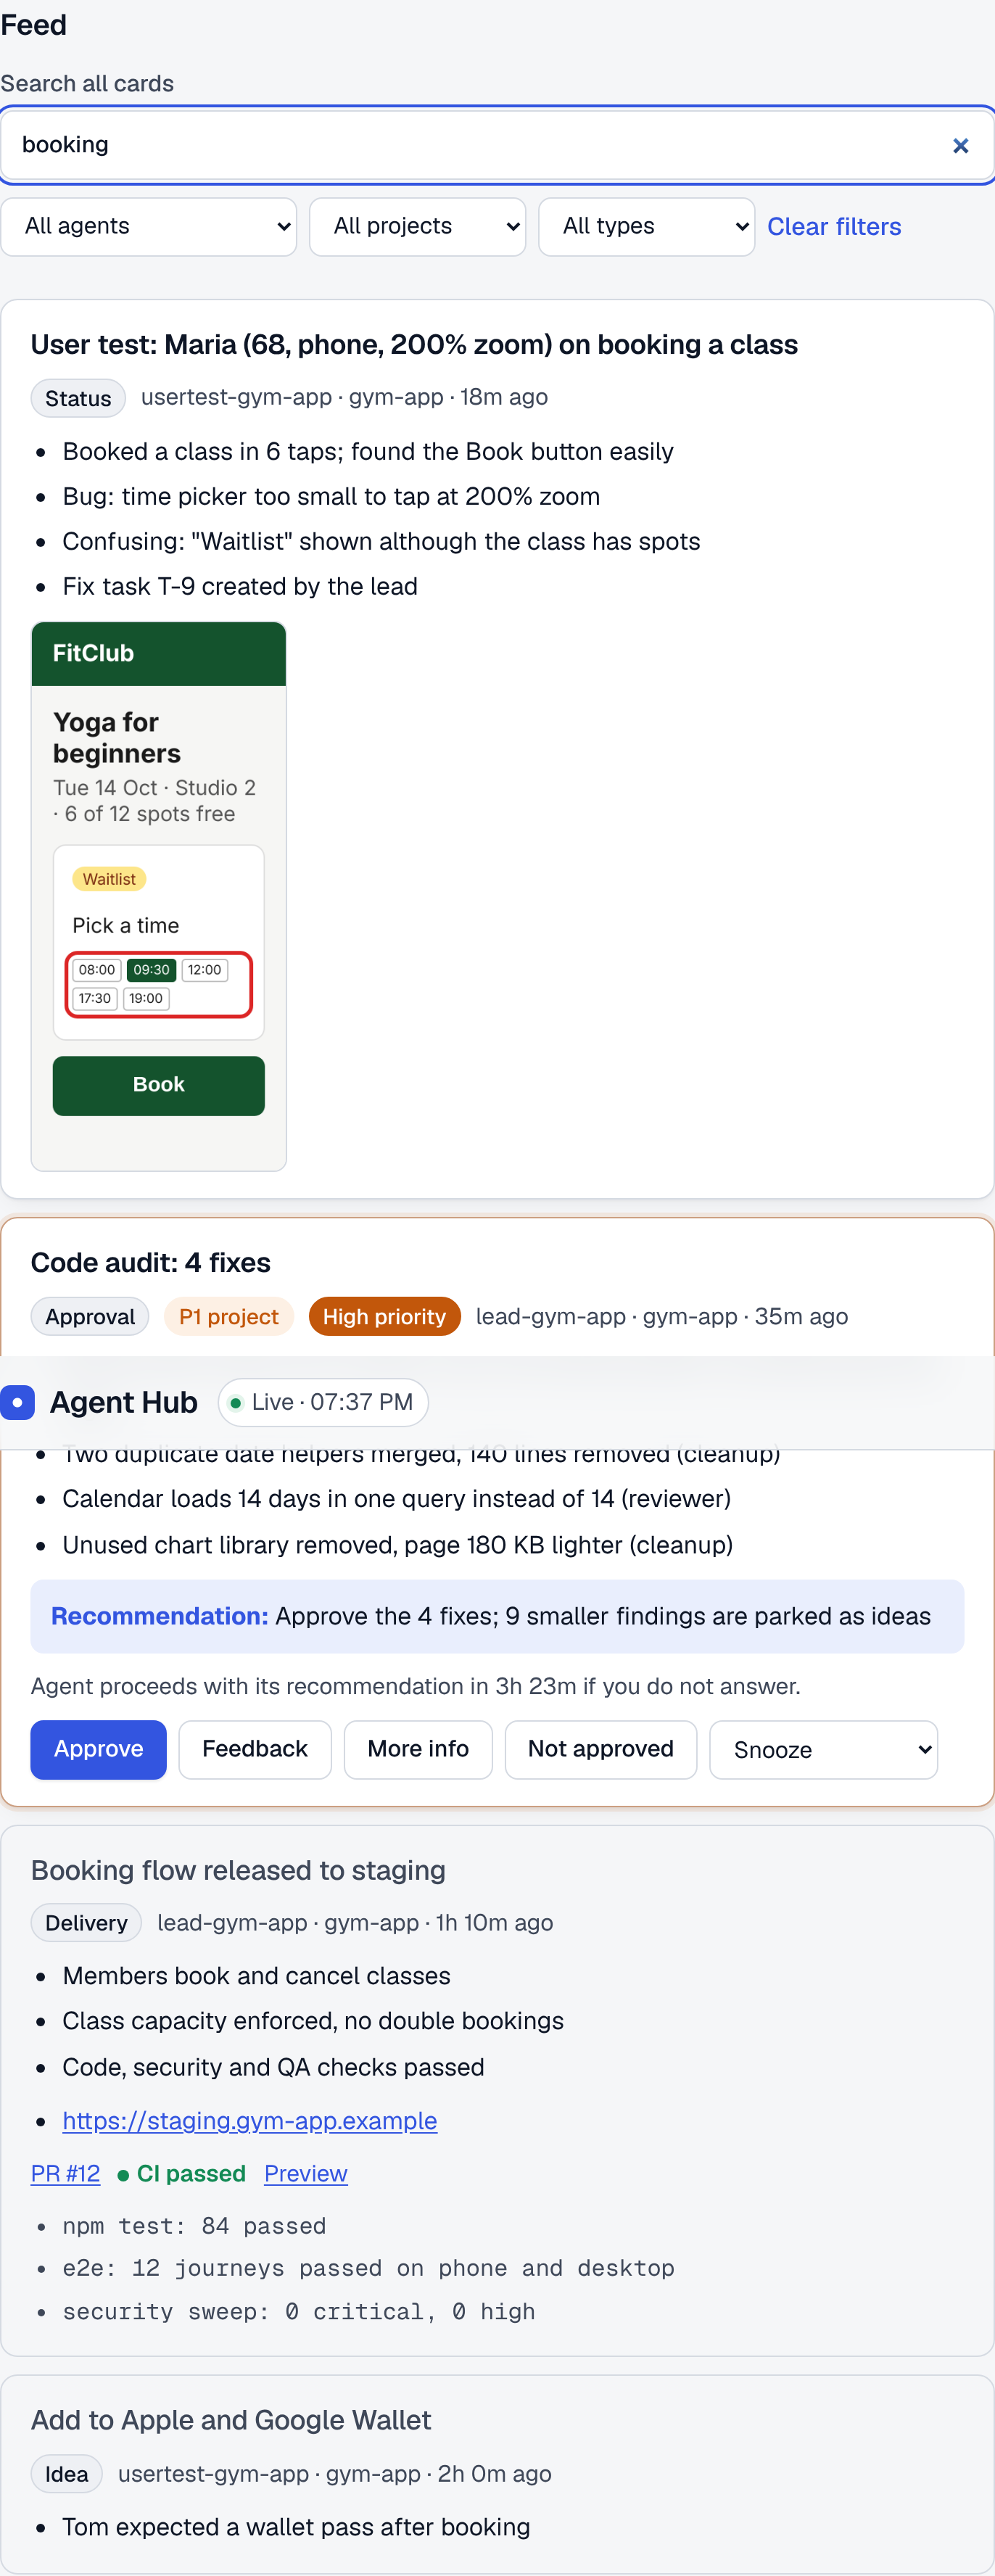 Feed
Search all cards
booking ×
All agents All projects All types Clear filters
User test: Maria (68, phone, 200% zoom) on booking a class
Status usertest-gym-app · gym-app · 18m ago
• Booked a class in 6 taps; found the Book button easily
• Bug: time picker too small to tap at 200% zoom
• Confusing: "Waitlist" shown although the class has spots
• Fix task T-9 created by the lead
FitClub
Yoga for
beginners
Tue 14 Oct · Studio 2
· 6 of 12 spots free
Waitlist
Pick a time
08:00 09:30 12:00
17:30 19:00
Book
Code audit: 4 fixes
Approval P1 project High priority lead-gym-app · gym-app · 35m ago
Agent Hub Live · 07:37 PM
• Two duplicate date helpers merged, 140 lines removed (cleanup)
• Calendar loads 14 days in one query instead of 14 (reviewer)
• Unused chart library removed, page 180 KB lighter (cleanup)
Recommendation: Approve the 4 fixes; 9 smaller findings are parked as ideas
Agent proceeds with its recommendation in 3h 23m if you do not answer.
Approve Feedback More info Not approved Snooze
Booking flow released to staging
Delivery lead-gym-app · gym-app · 1h 10m ago
• Members book and cancel classes
• Class capacity enforced, no double bookings
• Code, security and QA checks passed
• https://staging.gym-app.example
PR #12 ● CI passed Preview
• npm test: 84 passed
• e2e: 12 journeys passed on phone and desktop
• security sweep: 0 critical, 0 high
Add to Apple and Google Wallet
Idea usertest-gym-app · gym-app · 2h 0m ago
• Tom expected a wallet pass after booking